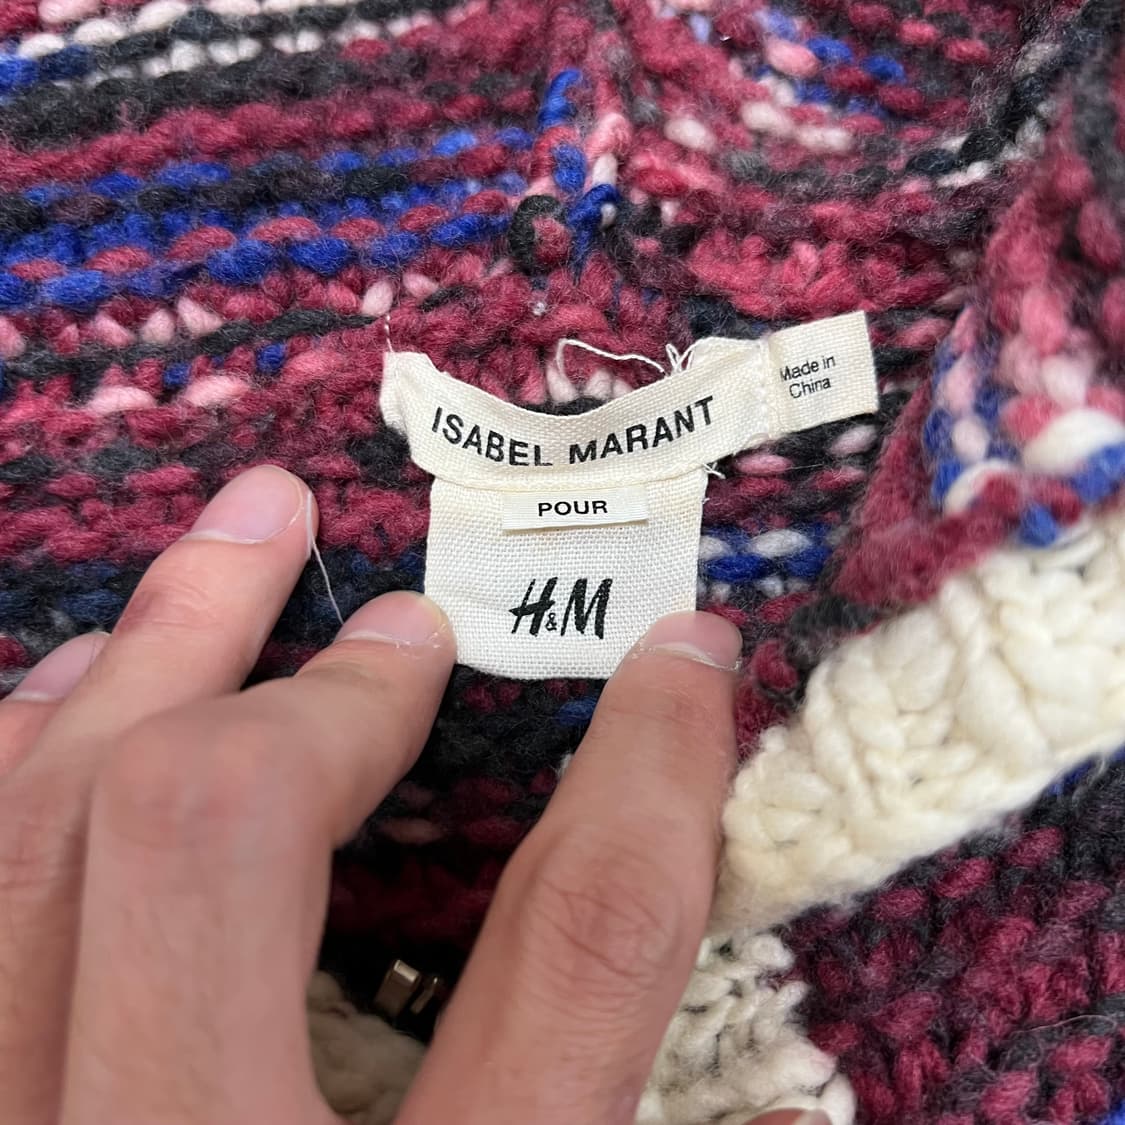 ISABEL MARANT
Made in
China
POUR
H&M